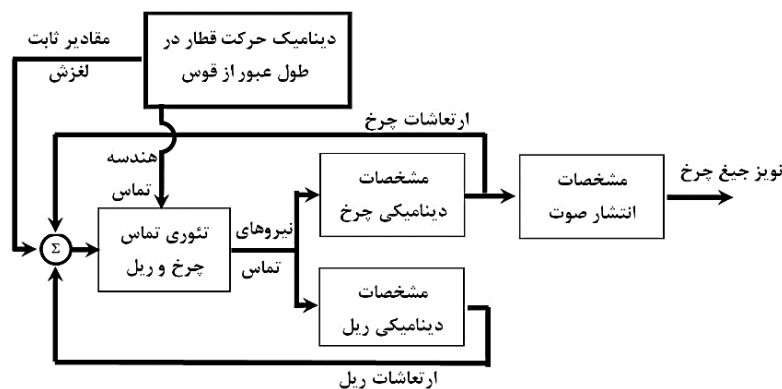 مقادیر ثابت
لغزش
دینامیک حرکت قطار در
طول عبور از قوس
ارتعاشات چرخ
هندسه
تماس
مشخصات
دینامیکی چرخ
مشخصات
انتشار صوت
نویز جیغ چرخ
Σ
تئوری تماس
چرخ و ریل
نیروهای
تماس
مشخصات
دینامیکی ریل
ارتعاشات ریل